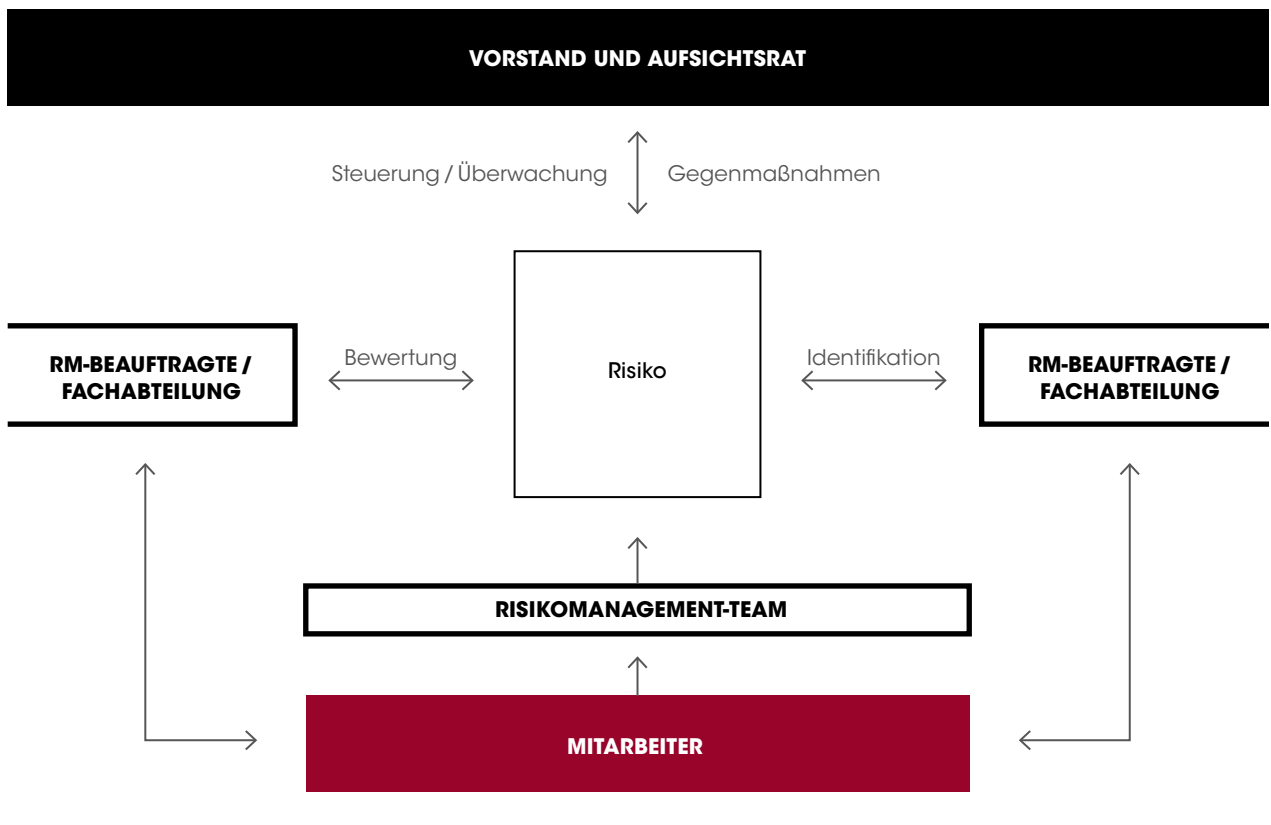 VORSTAND UND AUFSICHTSRAT
Steuerung / Überwachung
Gegenmaßnahmen
RM-BEAUFTRAGTE /
FACHABTEILUNG
Bewertung
Risiko
Identifikation
RM-BEAUFTRAGTE /
FACHABTEILUNG
RISIKOMANAGEMENT-TEAM
MITARBEITER